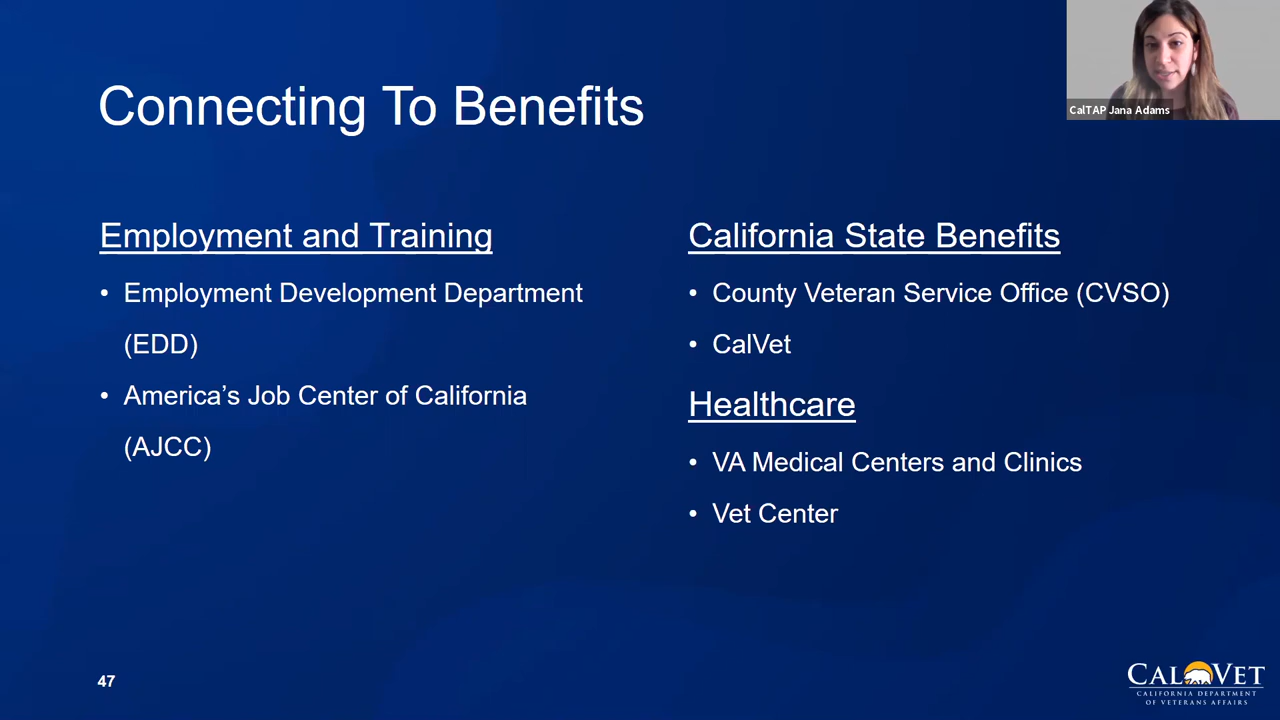 CalTAP Jana Adams
Connecting To Benefits
Employment and Training
• Employment Development Department
(EDD)
• America’s Job Center of California
(AJCC)
California State Benefits
• County Veteran Service Office (CVSO)
• CalVet
Healthcare
• VA Medical Centers and Clinics
• Vet Center
47
CALVET
CALIFORNIA DEPARTMENT
OF VETERANS AFFAIRS